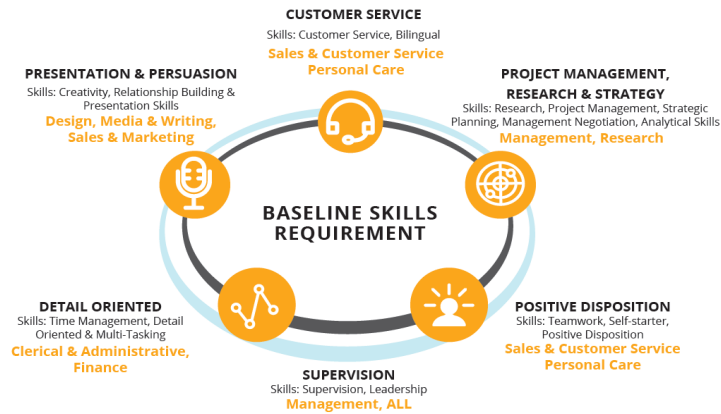 CUSTOMER SERVICE
Skills: Customer Service, Bilingual
Sales & Customer Service
Personal Care
PRESENTATION & PERSUASION
Skills: Creativity, Relationship Building &
Presentation Skills
Design, Media & Writing,
Sales & Marketing
PROJECT MANAGEMENT,
RESEARCH & STRATEGY
Skills: Research, Project Management, Strategic
Planning, Management Negotiation, Analytical Skills
Management, Research
BASELINE SKILLS
REQUIREMENT
DETAIL ORIENTED
Skills: Time Management, Detail
Oriented & Multi-Tasking
Clerical & Administrative,
Finance
POSITIVE DISPOSITION
Skills: Teamwork, Self-starter,
Positive Disposition
Sales & Customer Service
Personal Care
SUPERVISION
Skills: Supervision, Leadership
Management, ALL